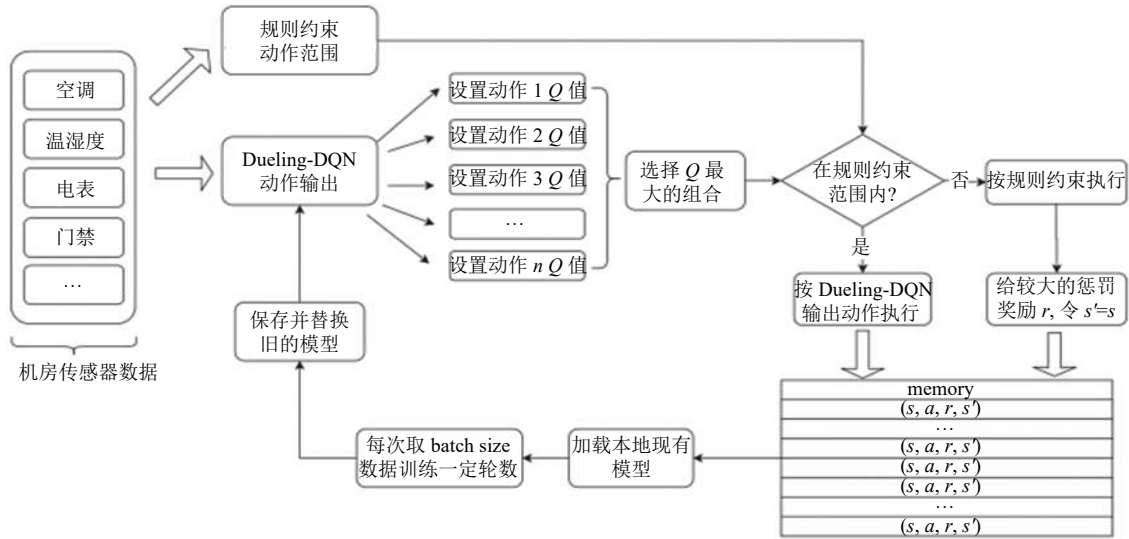 规则约束
动作范围
空调
温湿度
电表
门禁
…
机房传感器数据
Dueling-DQN
动作输出
设置动作 1 Q 值
设置动作 2 Q 值
设置动作 3 Q 值
…
设置动作 n Q 值
选择 Q 最
大的组合
在规则约束
范围内?
否
按规则约束执行
是
按 Dueling-DQN
输出动作执行
给较大的惩罚
奖励 r, 令 s'=s
保存并替换
旧的模型
每次取 batch size
数据训练一定轮数
加载本地现有
模型
memory
(s, a, r, s')
…
(s, a, r, s')
(s, a, r, s')
(s, a, r, s')
…
(s, a, r, s')